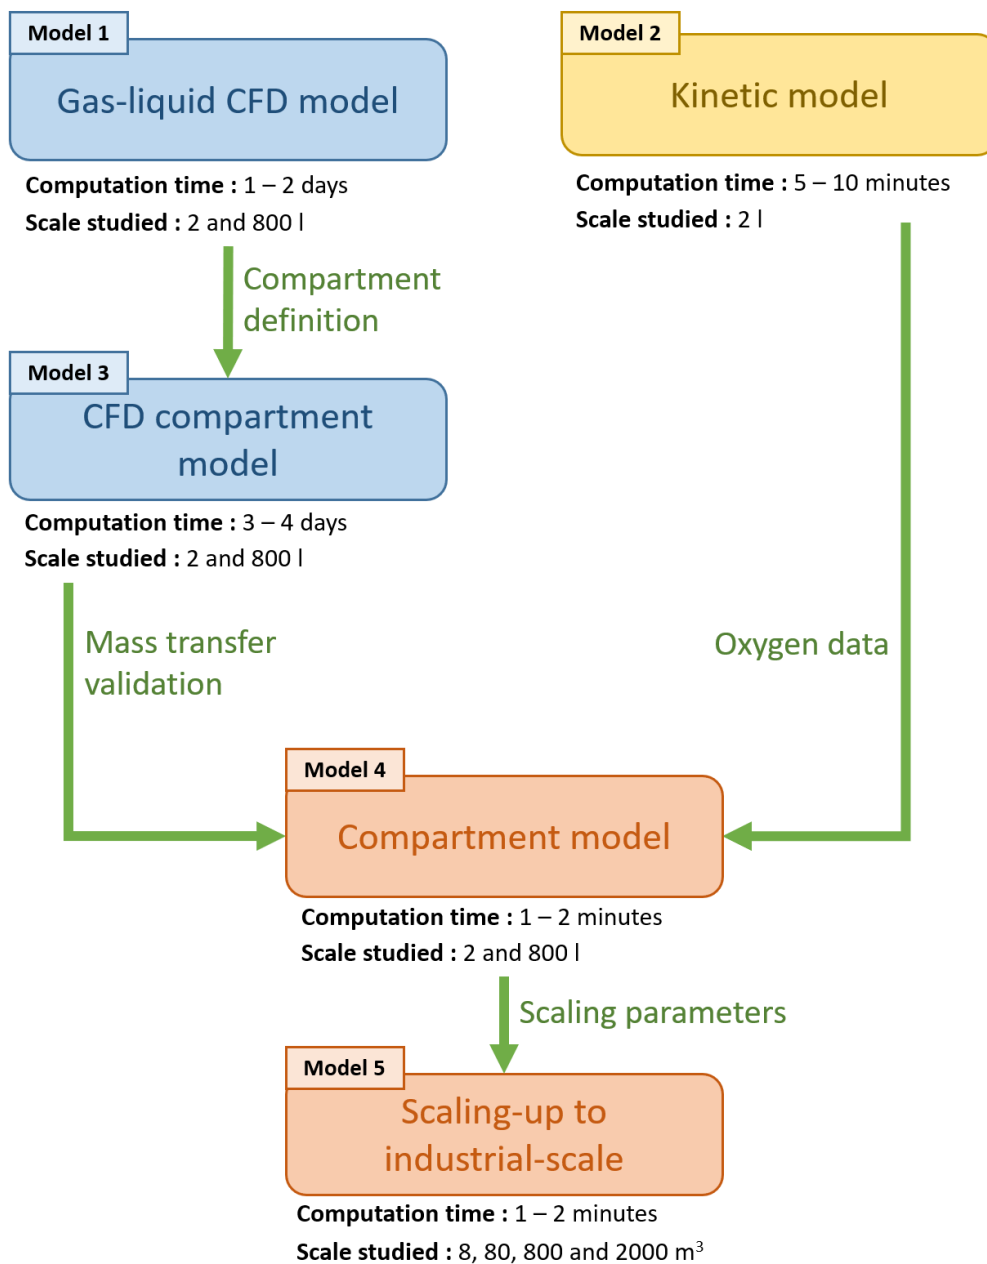 Model 1
Gas-liquid CFD model
Computation time : 1 – 2 days
Scale studied : 2 and 800 l
Model 2
Kinetic model
Computation time : 5 – 10 minutes
Scale studied : 2 l
Compartment
definition
Model 3
CFD compartment
model
Computation time : 3 – 4 days
Scale studied : 2 and 800 l
Mass transfer
validation
Oxygen data
Model 4
Compartment model
Computation time : 1 – 2 minutes
Scale studied : 2 and 800 l
Scaling parameters
Model 5
Scaling-up to
industrial-scale
Computation time : 1 – 2 minutes
Scale studied : 8, 80, 800 and 2000 m³